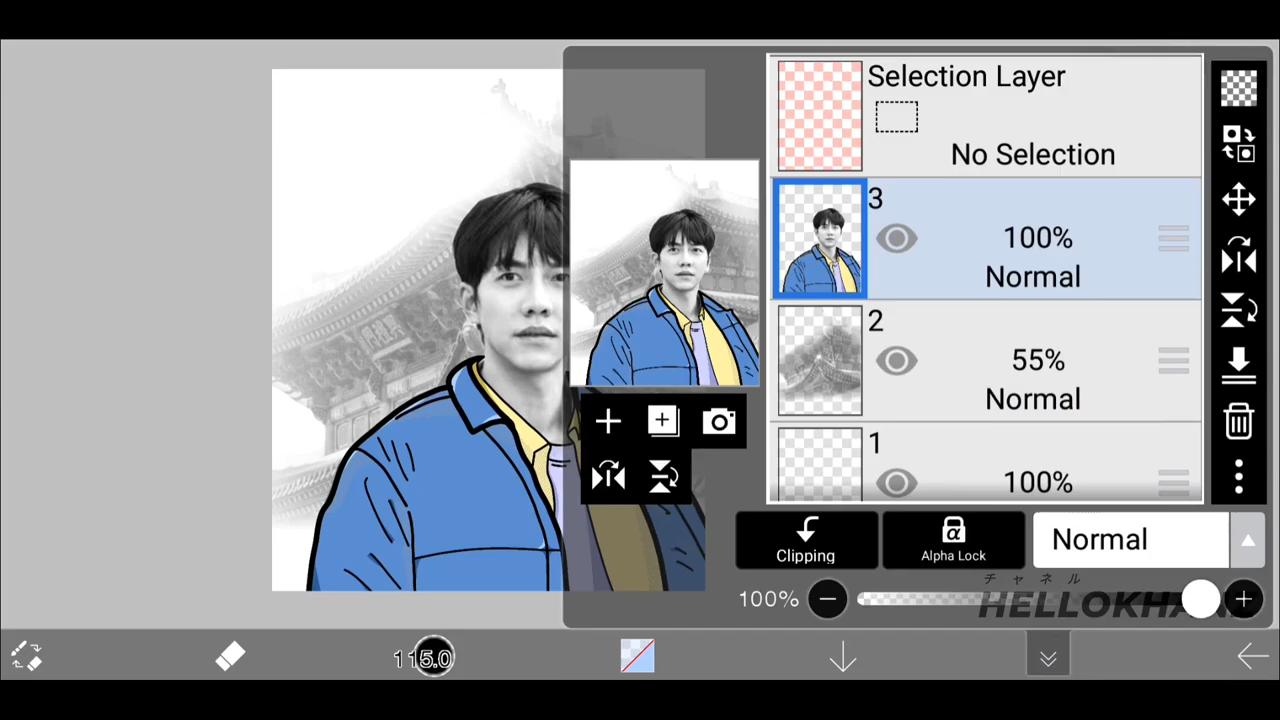 Selection Layer
No Selection
3
100%
Normal
2
55%
Normal
1
100%
Clipping
α
Alpha Lock
Normal
100%
チャネル
HELLOKHA
115.0